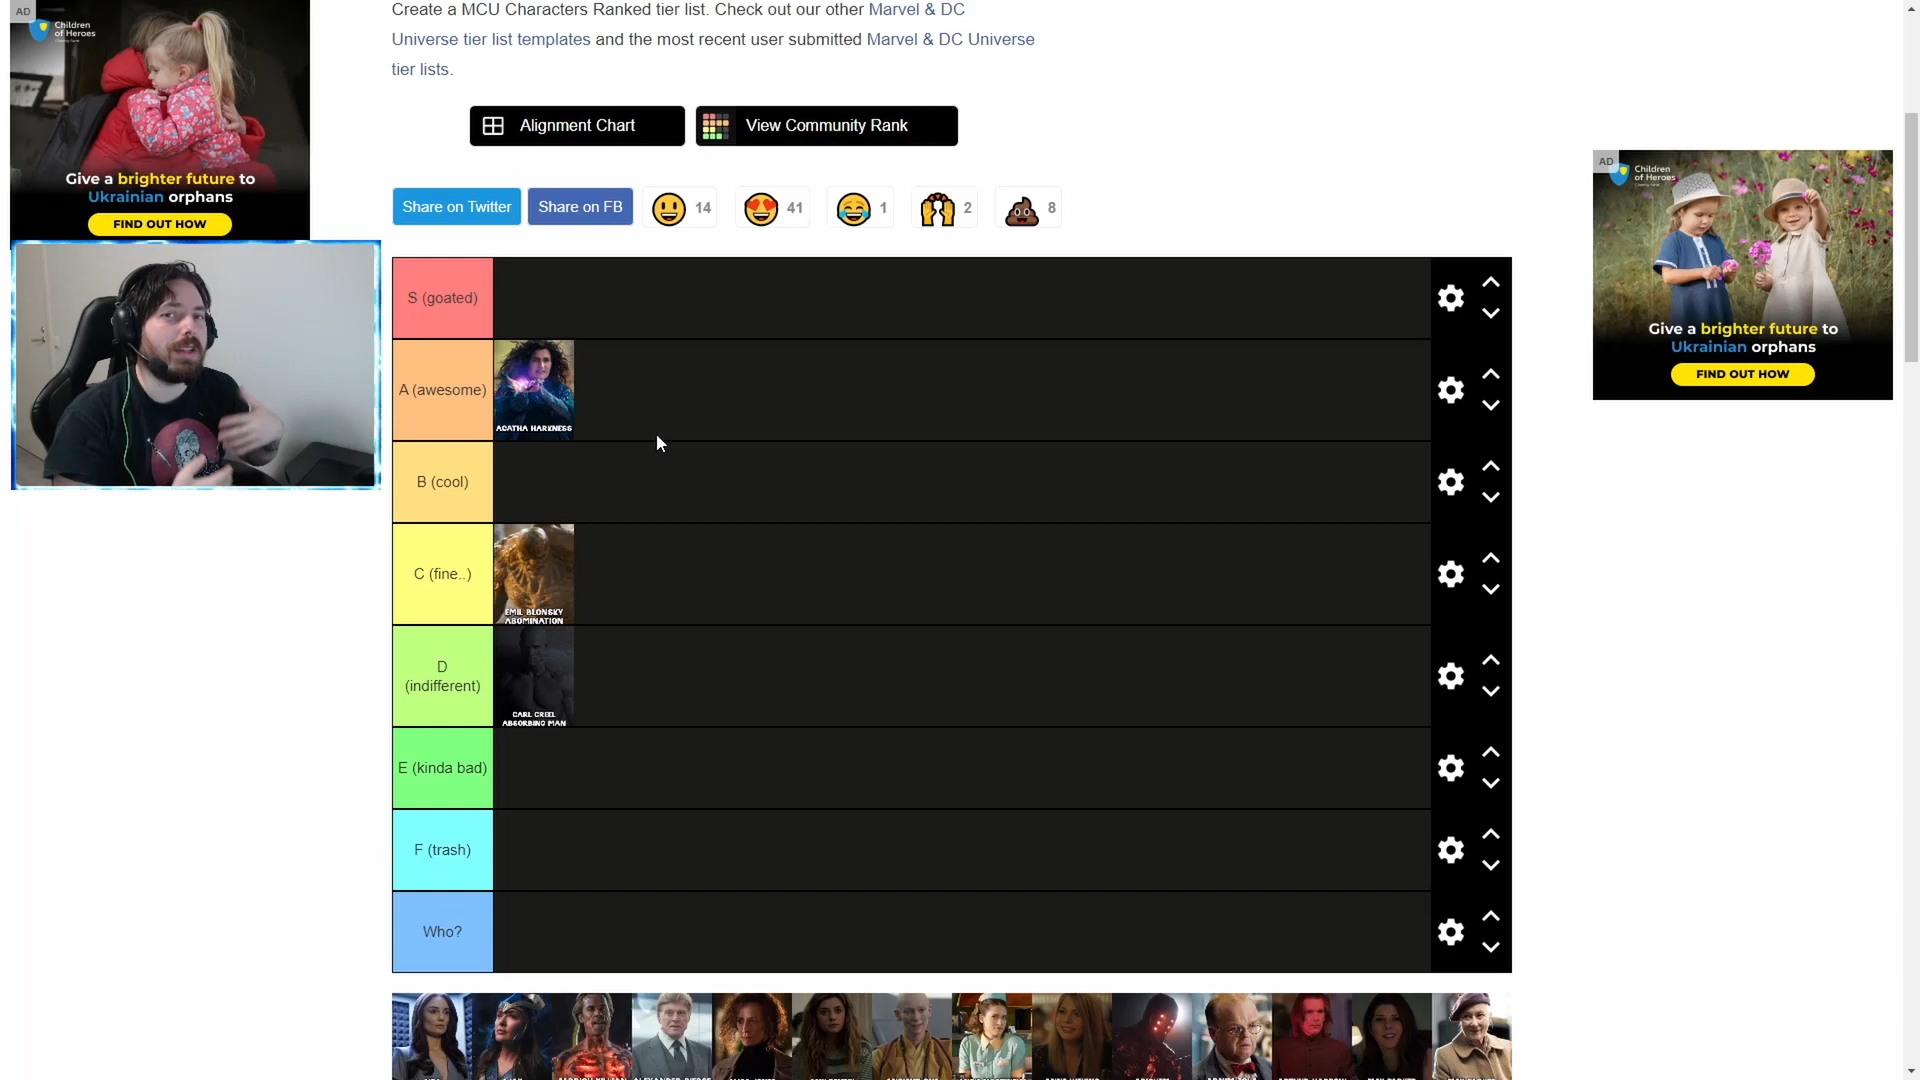 AD
Children
of Heroes
Give a brighter future to
Ukrainian orphans
FIND OUT HOW
Create a MCU Characters Ranked tier list. Check out our other Marvel & DC
Universe tier list templates and the most recent user submitted Marvel & DC Universe
tier lists.
Alignment Chart
View Community Rank
Share on Twitter
Share on FB
14
41
1
2
8
AD
Children
of Heroes
Give a brighter future to
Ukrainian orphans
FIND OUT HOW
S (goated)
A (awesome)
AGATHA HARKNESS
B (cool)
C (fine..)
EMIL BLONSKY
ABOMINATION
D
(indifferent)
CARL CREEL
ABSORBING MAN
E (kinda bad)
F (trash)
Who?